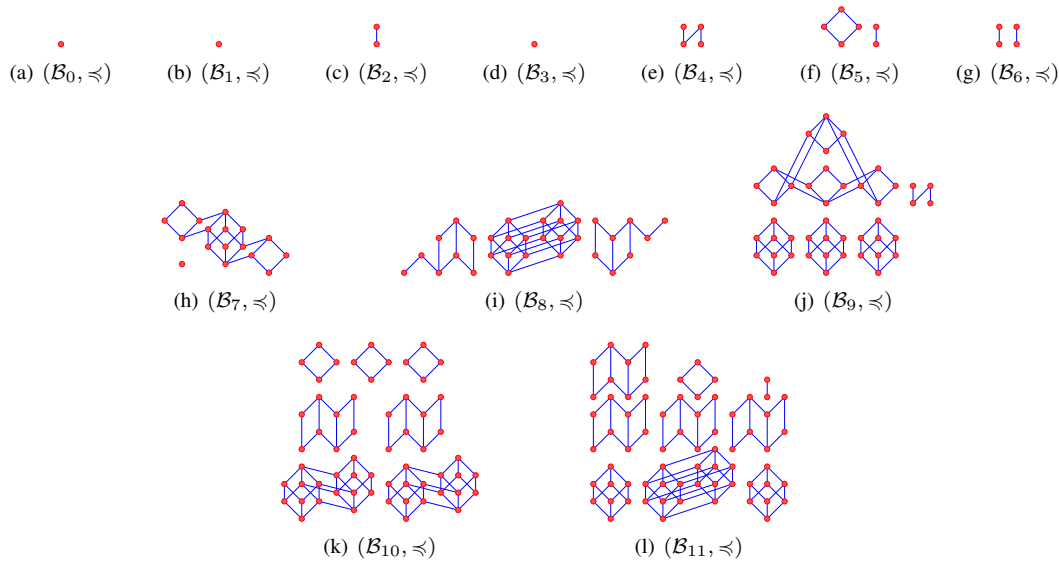 (a) (ℬ₀, ≼) (b) (ℬ₁, ≼) (c) (ℬ₂, ≼) (d) (ℬ₃, ≼) (e) (ℬ₄, ≼) (f) (ℬ₅, ≼) (g) (ℬ₆, ≼)
(h) (ℬ₇, ≼) (i) (ℬ₈, ≼) (j) (ℬ₉, ≼)
(k) (ℬ₁₀, ≼) (l) (ℬ₁₁, ≼)